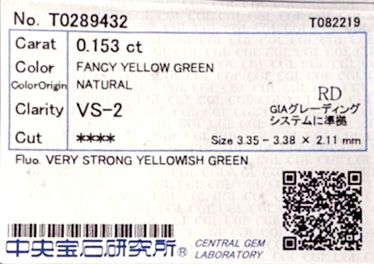 No. T0289432 T082219
Carat 0.153 ct
Color FANCY YELLOW GREEN
ColorOrigin NATURAL
Clarity VS-2
RD
GIAグレーディング
システムに準拠
Cut ****
Size 3.35 - 3.38 × 2.11 mm
Fluo. VERY STRONG YELLOWISH GREEN
中央宝石研究所® CENTRAL GEM
LABORATORY